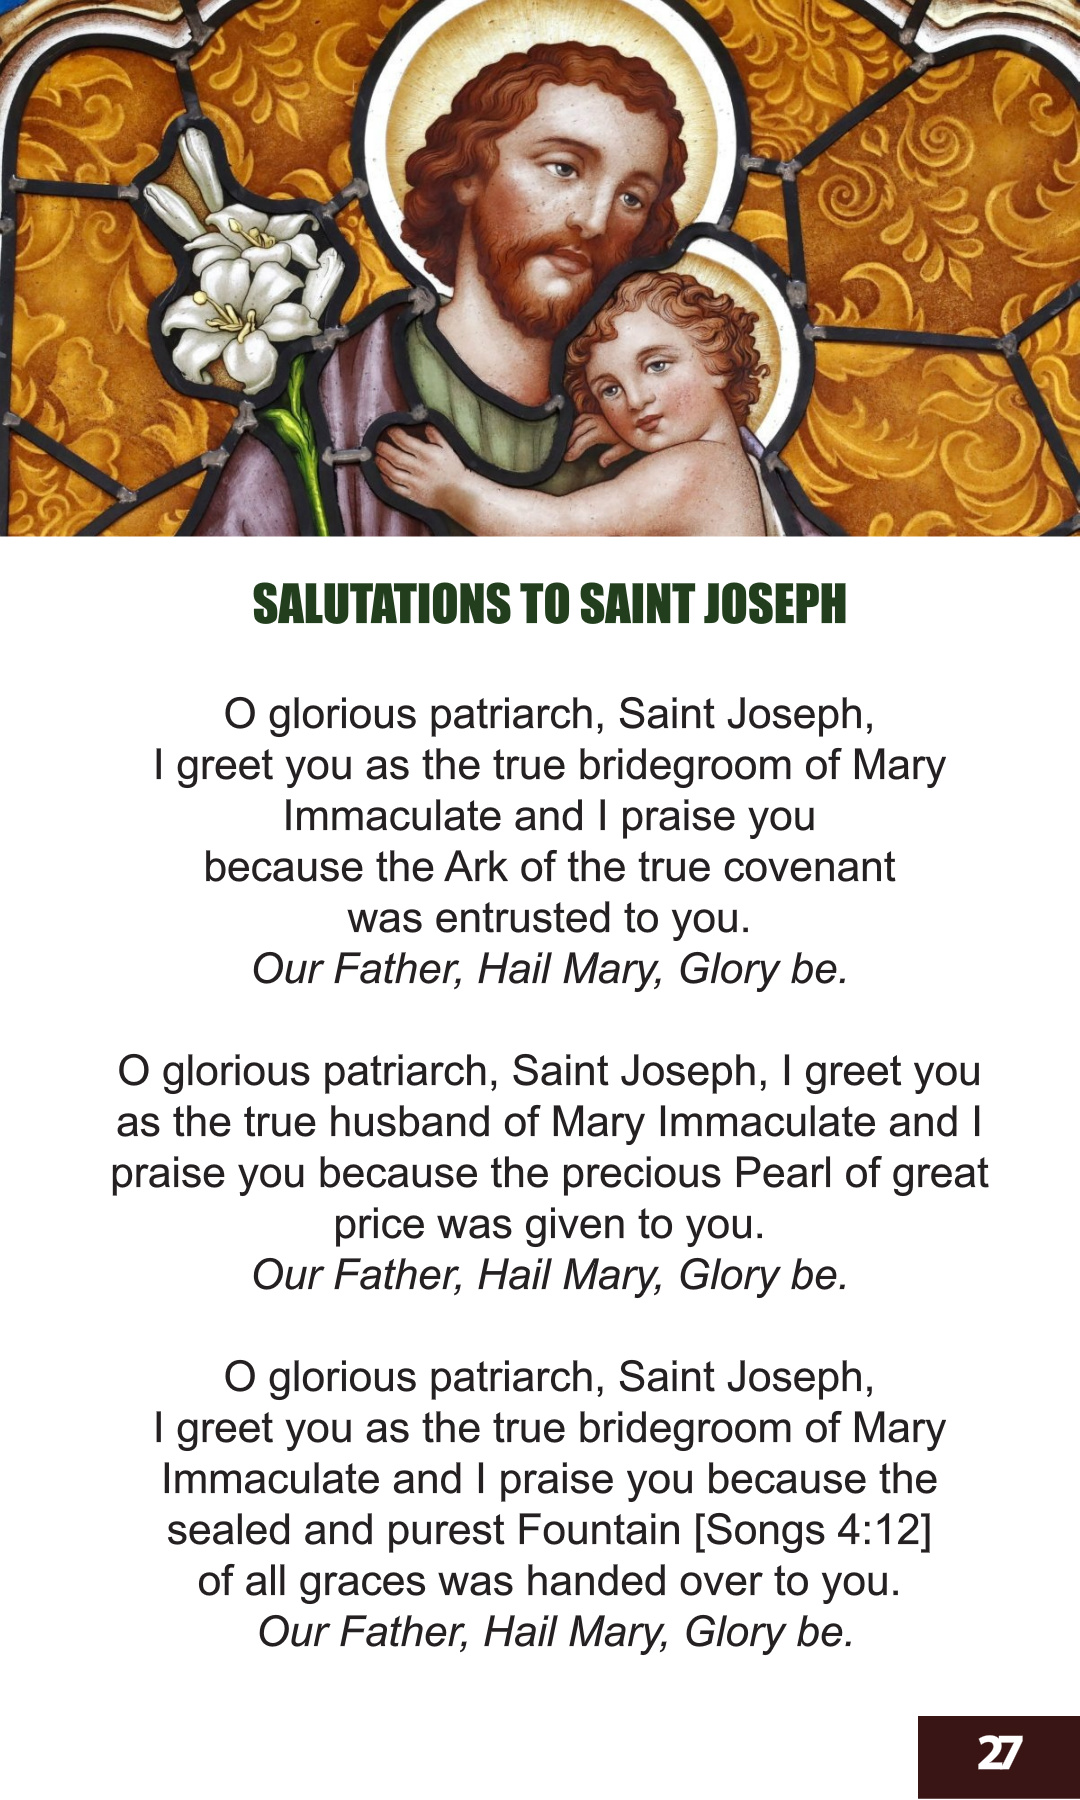 SALUTATIONS TO SAINT JOSEPH
O glorious patriarch, Saint Joseph,
I greet you as the true bridegroom of Mary
Immaculate and I praise you
because the Ark of the true covenant
was entrusted to you.
Our Father, Hail Mary, Glory be.
O glorious patriarch, Saint Joseph, I greet you
as the true husband of Mary Immaculate and I
praise you because the precious Pearl of great
price was given to you.
Our Father, Hail Mary, Glory be.
O glorious patriarch, Saint Joseph,
I greet you as the true bridegroom of Mary
Immaculate and I praise you because the
sealed and purest Fountain [Songs 4:12]
of all graces was handed over to you.
Our Father, Hail Mary, Glory be.
27